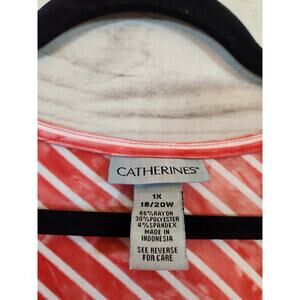 CATHERINES®
1X
18/20W
66%RAYON
30%POLYESTER
4%SPANDEX
MADE IN
INDONESIA
SEE REVERSE
FOR CARE